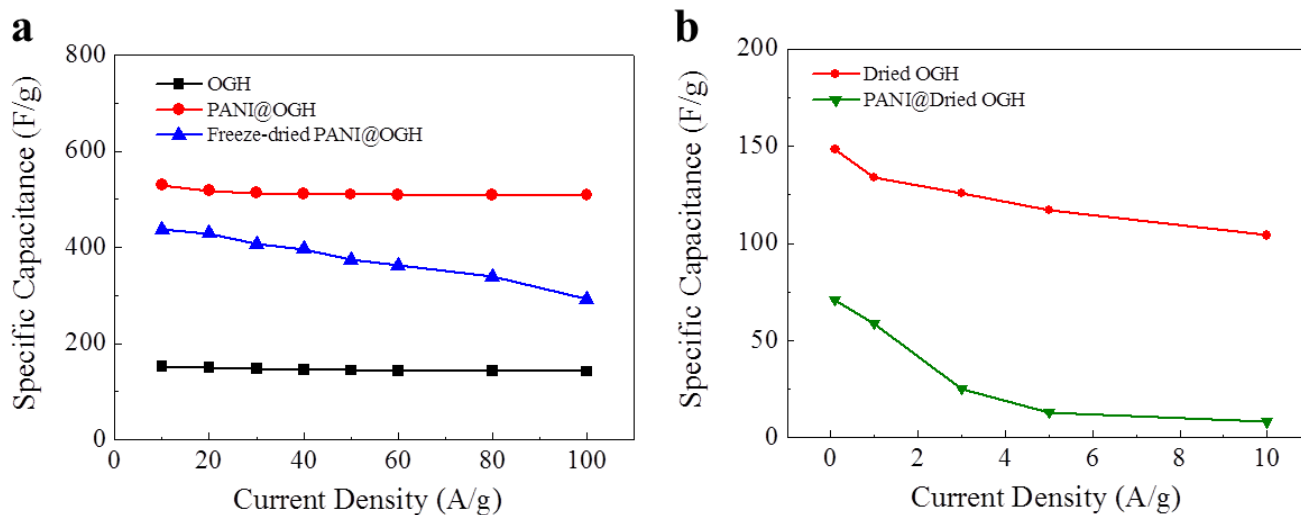 a
Specific Capacitance (F/g)
800
600
400
200
0
OGH
PANI@OGH
Freeze-dried PANI@OGH
0 20 40 60 80 100
Current Density (A/g)
b
Specific Capacitance (F/g)
200
150
100
50
0
Dried OGH
PANI@Dried OGH
0 2 4 6 8 10
Current Density (A/g)